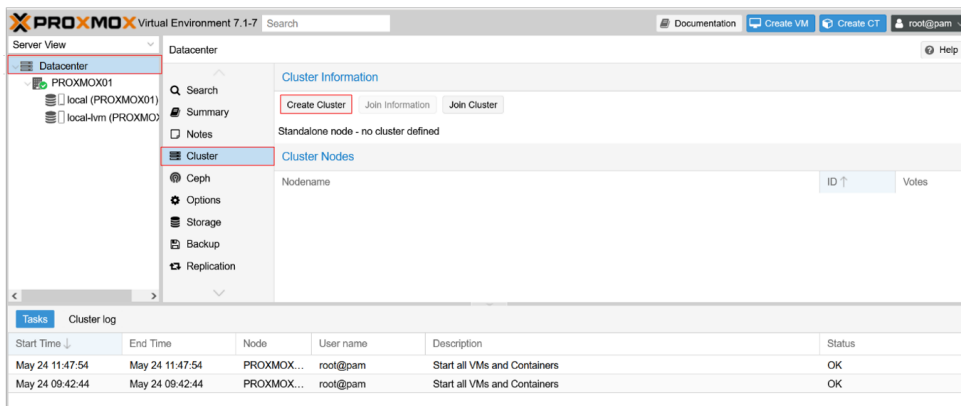 PROXMOX Virtual Environment 7.1-7 Search Documentation Create VM Create CT root@pam
Server View
Datacenter
PROXMOX01
local (PROXMOX01)
local-lvm (PROXMOX
Datacenter Help
Search
Summary
Notes
Cluster
Ceph
Options
Storage
Backup
Replication
Cluster Information
Create Cluster Join Information Join Cluster
Standalone node - no cluster defined
Cluster Nodes
Nodename ID ↑ Votes
Tasks Cluster log
Start Time ↓ End Time Node User name Description Status
May 24 11:47:54 May 24 11:47:54 PROXMOX... root@pam Start all VMs and Containers OK
May 24 09:42:44 May 24 09:42:44 PROXMOX... root@pam Start all VMs and Containers OK